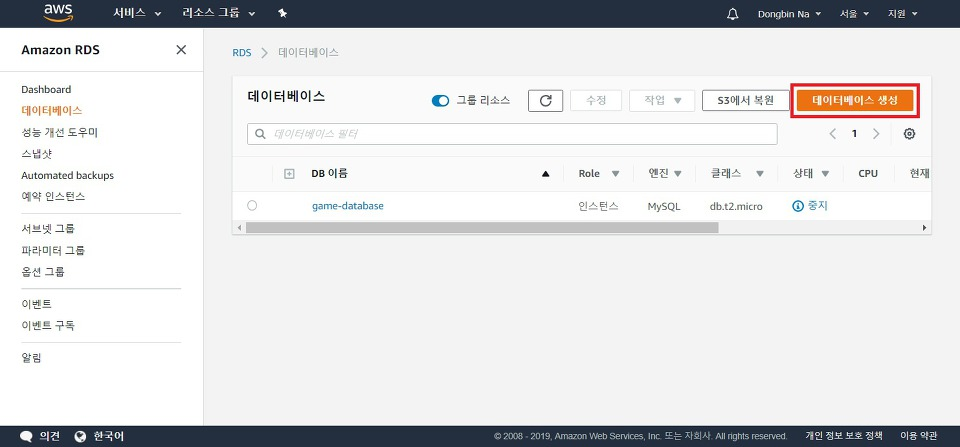 aws 서비스 리소스 그룹 Dongbin Na 서울 지원
Amazon RDS
Dashboard
데이터베이스
성능 개선 도우미
스냅샷
Automated backups
예약 인스턴스
서브넷 그룹
파라미터 그룹
옵션 그룹
이벤트
이벤트 구독
알림
RDS 데이터베이스
데이터베이스 그룹 리소스 수정 작업 S3에서 복원 데이터베이스 생성
데이터베이스 필터 1
DB 이름 Role 엔진 클래스 상태 CPU 현재
game-database 인스턴스 MySQL db.t2.micro 중지
의견 한국어 © 2008 - 2019, Amazon Web Services, Inc. 또는 자회사. All rights reserved. 개인 정보 보호 정책 이용 약관